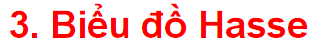 3. Biểu đồ Hasse